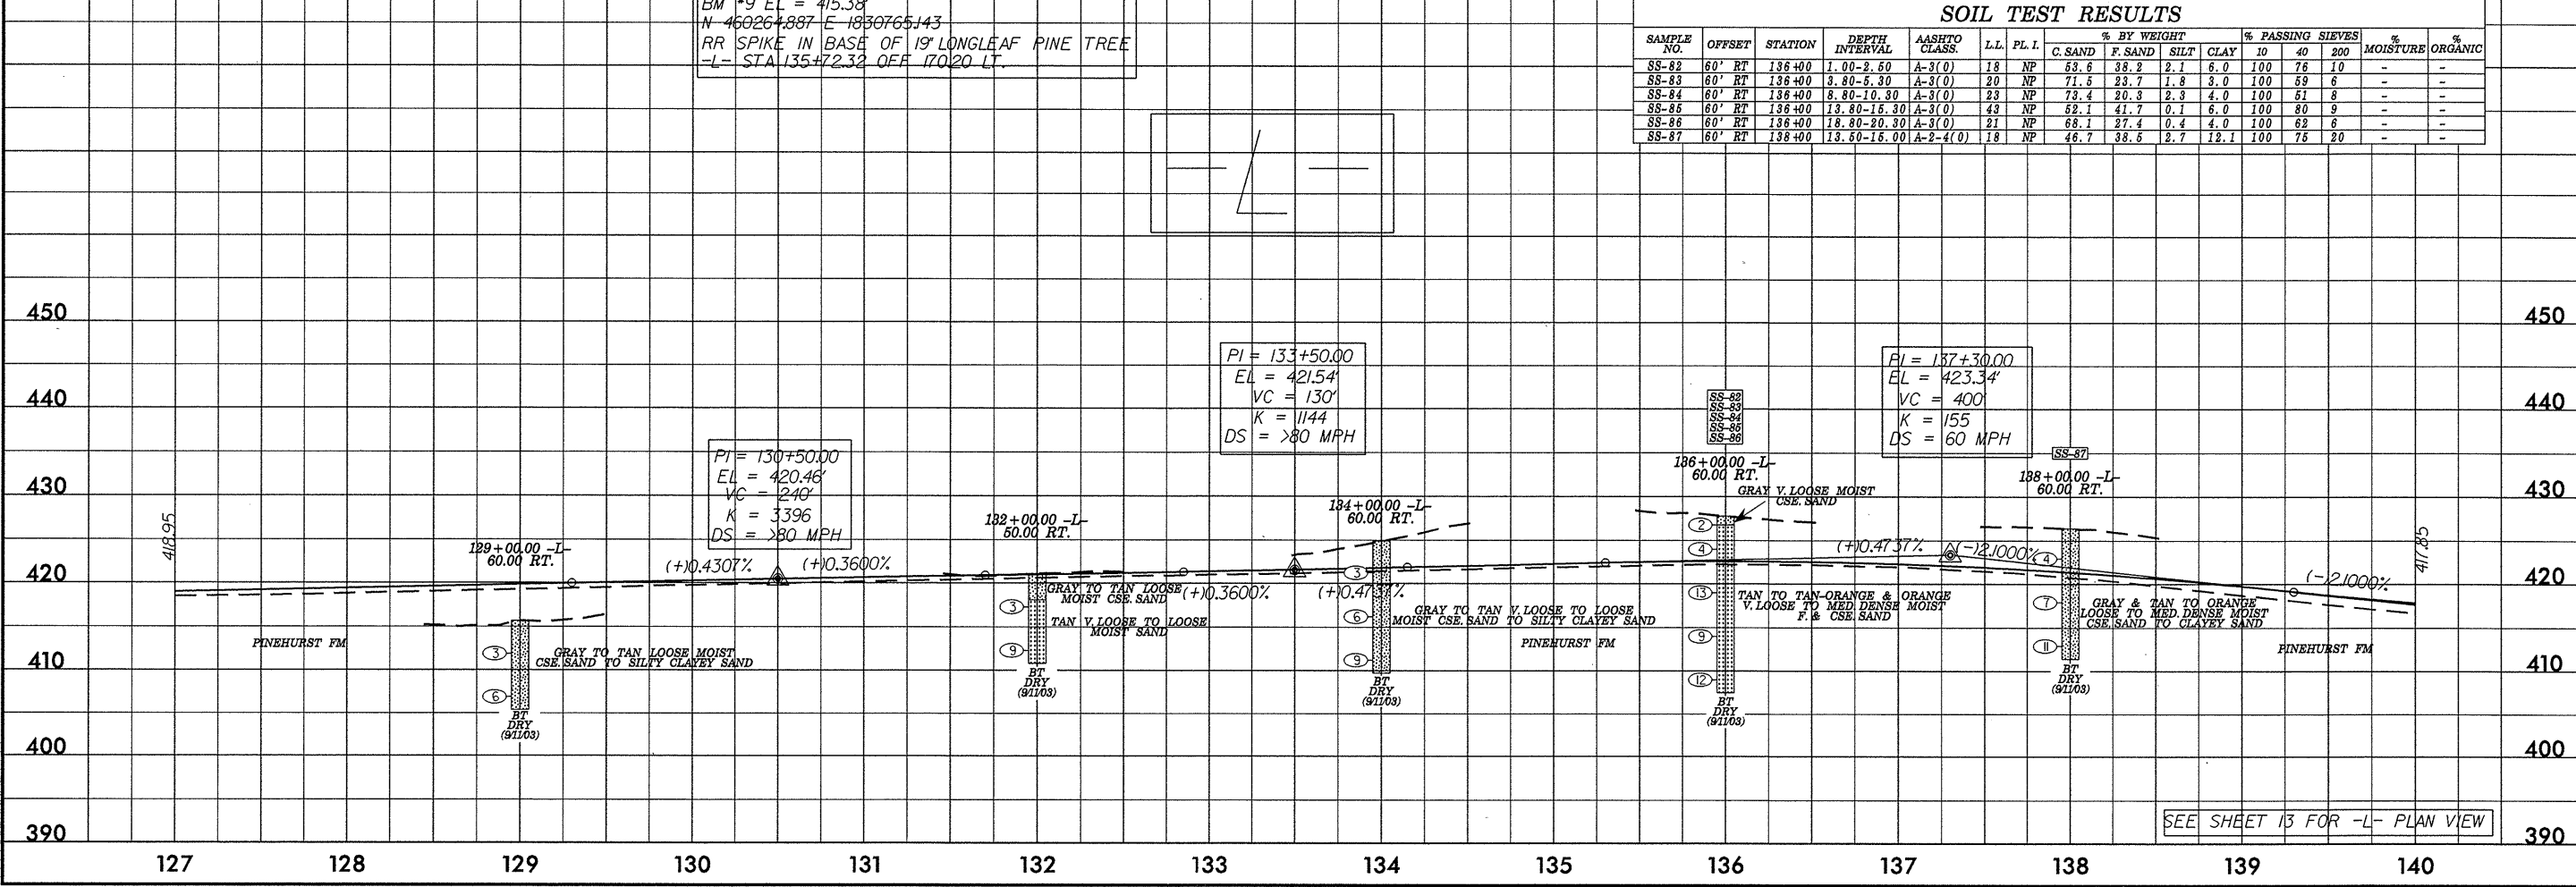 BM #9 EL = 415.38'
N 460264.887 E 1830765.143
RR SPIKE IN BASE OF 19" LONGLEAF PINE TREE
-L- STA 135+72.32 OFF 170.20 LT.
SOIL TEST RESULTS
SAMPLE NO. OFFSET STATION DEPTH INTERVAL AASHTO CLASS. L.L. PL. I. % BY WEIGHT C. SAND F. SAND SILT CLAY % PASSING SIEVES 10 40 200 % MOISTURE % ORGANIC
SS-82 60' RT 136+00 1.00-2.50 A-3(0) 18 NP 53.6 38.2 2.1 6.0 100 76 10 - -
SS-83 60' RT 136+00 3.80-5.30 A-3(0) 20 NP 71.5 23.7 1.8 3.0 100 59 6 - -
SS-84 60' RT 136+00 8.80-10.30 A-3(0) 23 NP 73.4 20.3 2.3 4.0 100 51 8 - -
SS-85 60' RT 136+00 13.80-15.30 A-3(0) 43 NP 52.1 41.7 0.1 6.0 100 80 9 - -
SS-86 60' RT 136+00 18.80-20.30 A-3(0) 21 NP 68.1 27.4 0.4 4.0 100 62 6 - -
SS-87 60' RT 138+00 13.50-15.00 A-2-4(0) 18 NP 46.7 38.5 2.7 12.1 100 75 20 - -
L
450
450
440
440
430
430
420
420
410
410
400
400
390
390
PI = 130+50.00
EL = 420.46'
VC = 240'
K = 3396
DS = >80 MPH
PI = 133+50.00
EL = 421.54'
VC = 130'
K = 1144
DS = >80 MPH
PI = 137+30.00
EL = 423.34'
VC = 400'
K = 155
DS = 60 MPH
SS-82
SS-83
SS-84
SS-85
SS-86
SS-87
418.95
129+00.00 -L-
60.00 RT.
(+)0.4307%
(+)0.3600%
132+00.00 -L-
50.00 RT.
(+)0.3600%
134+00.00 -L-
60.00 RT.
(+)0.4737%
136+00.00 -L-
60.00 RT.
GRAY V. LOOSE MOIST
CSE. SAND
(+)0.4737%
(-)2.1000%
138+00.00 -L-
60.00 RT.
(-)2.1000%
417.85
PINEHURST FM
3
6
GRAY TO TAN LOOSE MOIST
CSE. SAND TO SILTY CLAYEY SAND
BT
DRY
(9/11/03)
3
9
GRAY TO TAN LOOSE
MOIST CSE. SAND
TAN V. LOOSE TO LOOSE
MOIST SAND
BT
DRY
(9/11/03)
3
6
9
GRAY TO TAN V. LOOSE TO LOOSE
MOIST CSE. SAND TO SILTY CLAYEY SAND
BT
DRY
(9/11/03)
PINEHURST FM
2
4
13
9
12
TAN TO TAN-ORANGE & ORANGE
V. LOOSE TO MED. DENSE MOIST
F. & CSE. SAND
BT
DRY
(9/11/03)
4
7
11
GRAY & TAN TO ORANGE
LOOSE TO MED. DENSE MOIST
CSE. SAND TO CLAYEY SAND
BT
DRY
(9/11/03)
PINEHURST FM
SEE SHEET 13 FOR -L- PLAN VIEW
127 128 129 130 131 132 133 134 135 136 137 138 139 140